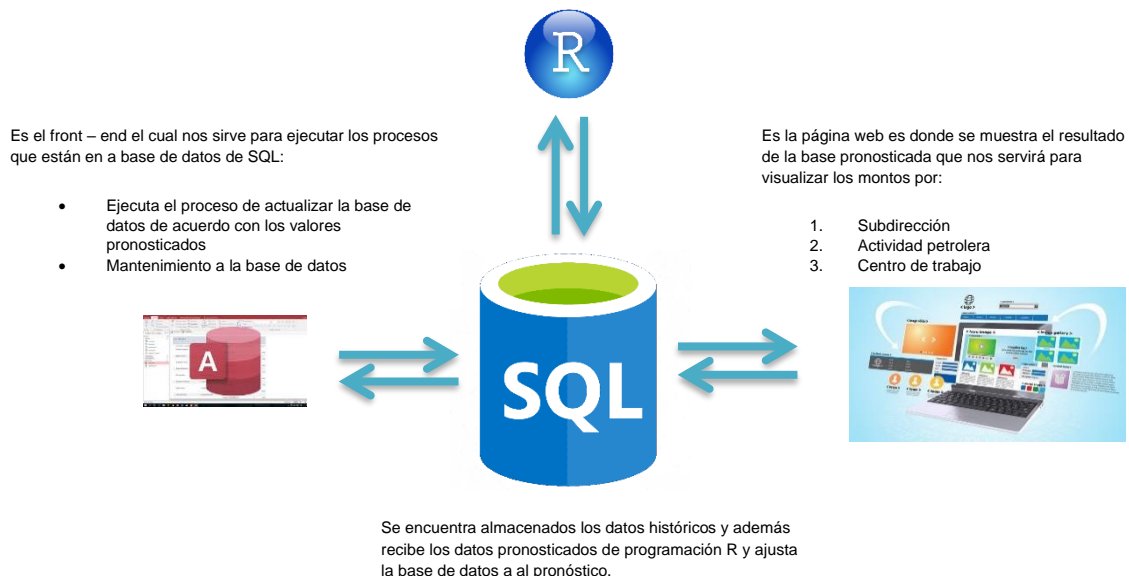 R
Es el front – end el cual nos sirve para ejecutar los procesos
que están en a base de datos de SQL:
• Ejecuta el proceso de actualizar la base de
datos de acuerdo con los valores
pronosticados
• Mantenimiento a la base de datos
A
Es la página web es donde se muestra el resultado
de la base pronosticada que nos servirá para
visualizar los montos por:
1. Subdirección
2. Actividad petrolera
3. Centro de trabajo
SQL
Se encuentra almacenados los datos históricos y además
recibe los datos pronosticados de programación R y ajusta
la base de datos a al pronóstico.